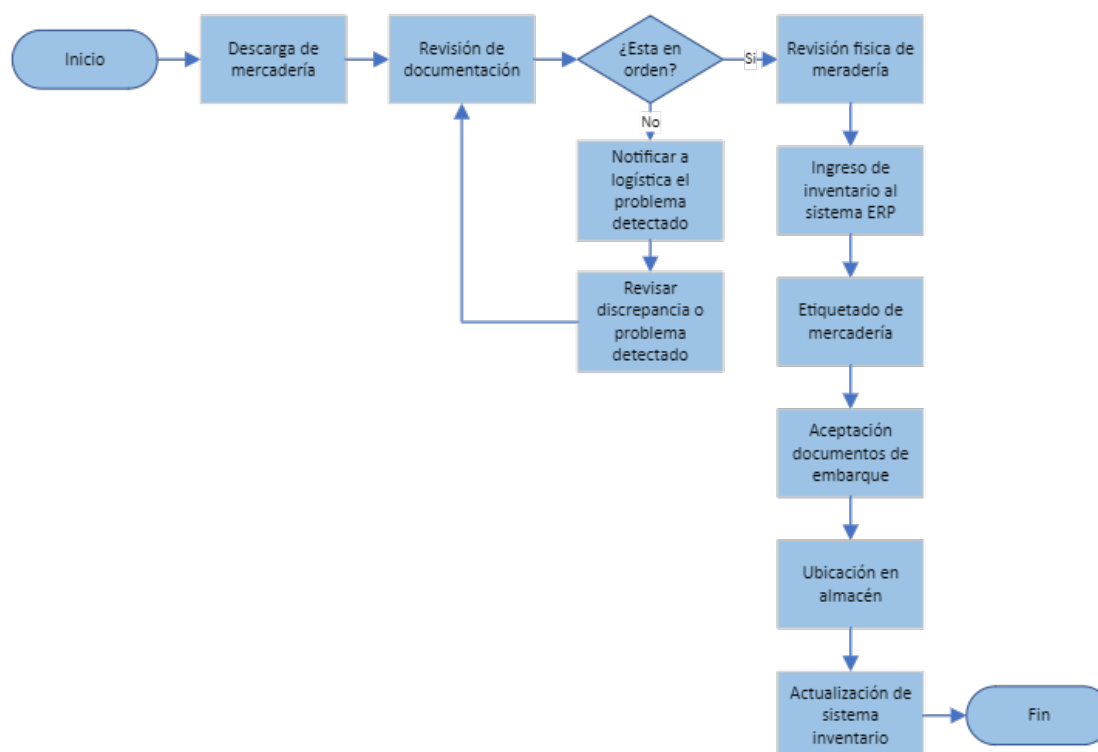 Inicio
Descarga de
mercadería
Revisión de
documentación
¿Esta en
orden?
Si
Revisión fisica de
meradería
No
Notificar a
logística el
problema
detectado
Revisar
discrepancia o
problema
detectado
Ingreso de
inventario al
sistema ERP
Etiquetado de
mercadería
Aceptación
documentos de
embarque
Ubicación en
almacén
Actualización de
sistema
inventario
Fin